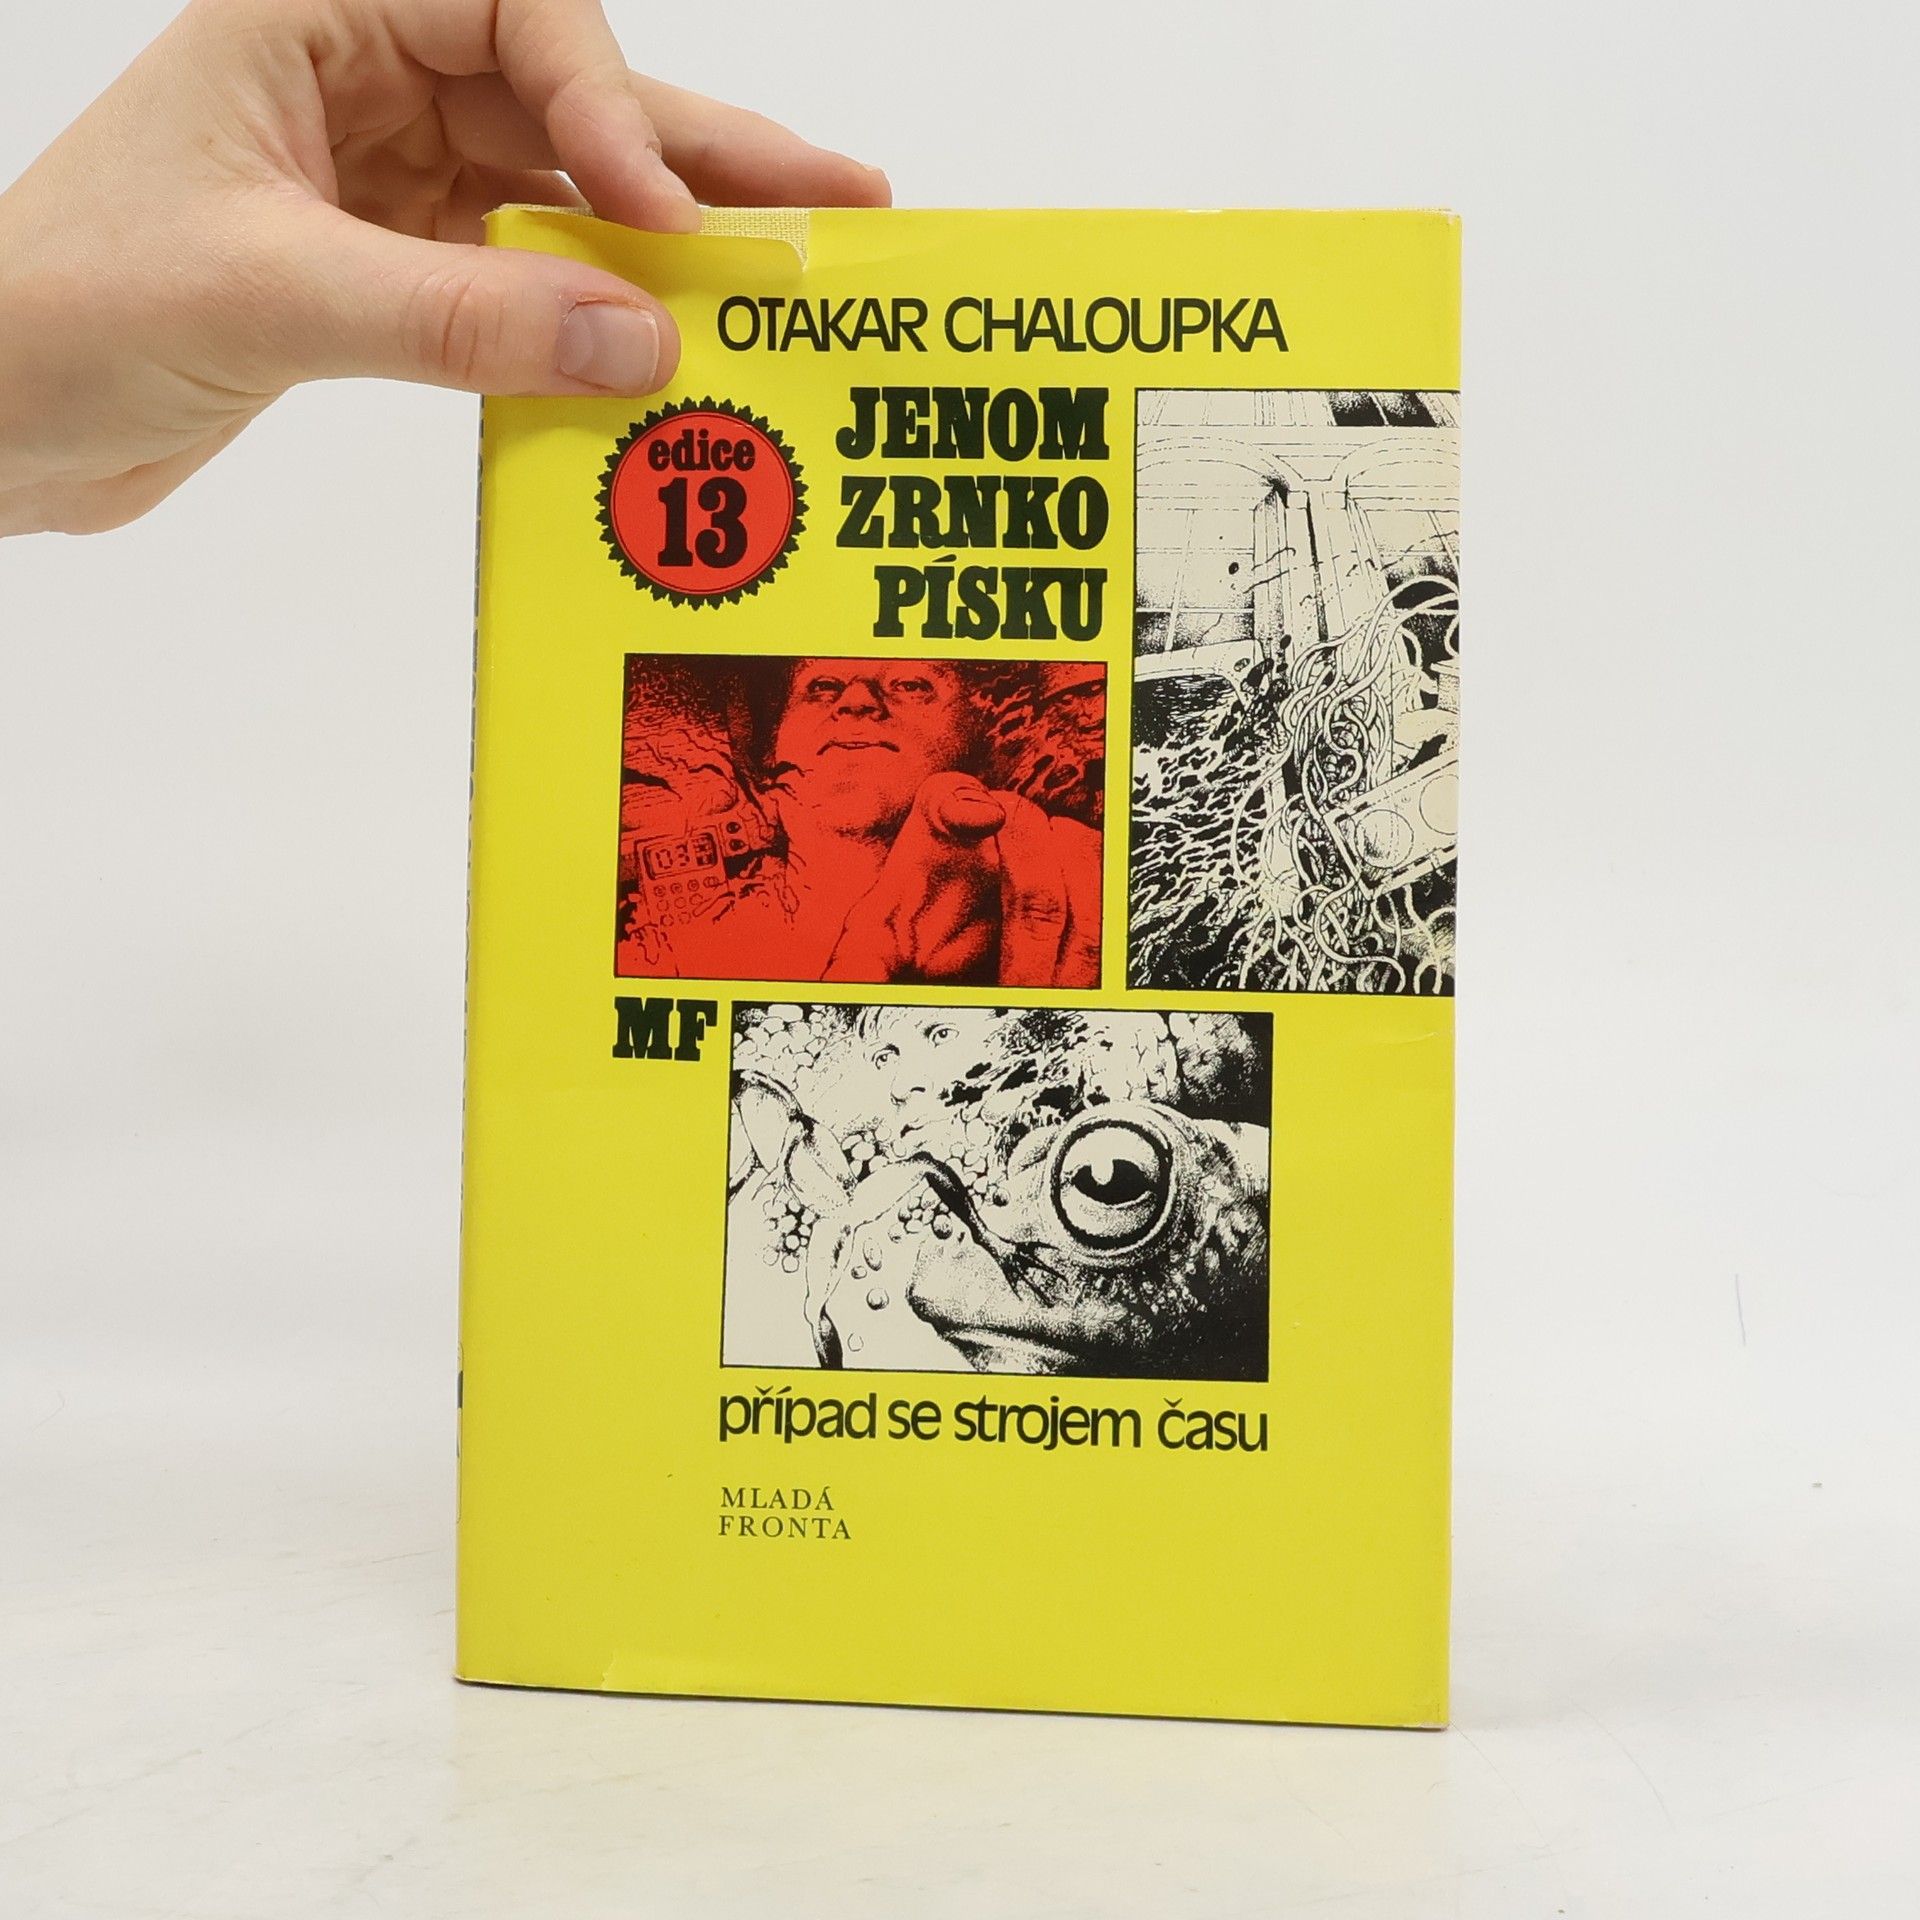 OTAKAR CHALOUPKA
edice
13
JENOM
ZRNKO
PÍSKU
MF
případ se strojem času
MLADÁ
FRONTA